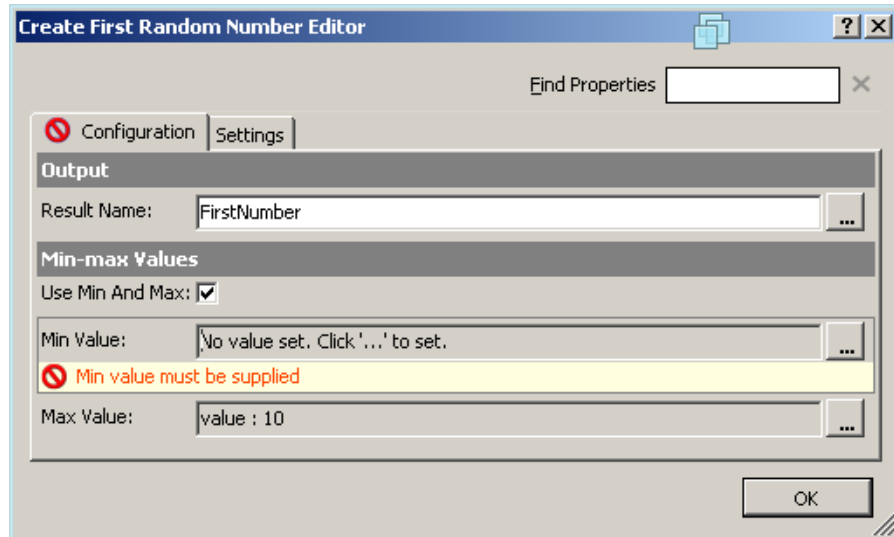 Create First Random Number Editor
Find Properties
Configuration Settings
Output
Result Name: FirstNumber ...
Min-max Values
Use Min And Max:
Min Value: No value set. Click '...' to set. ...
Min value must be supplied
Max Value: value : 10 ...
OK